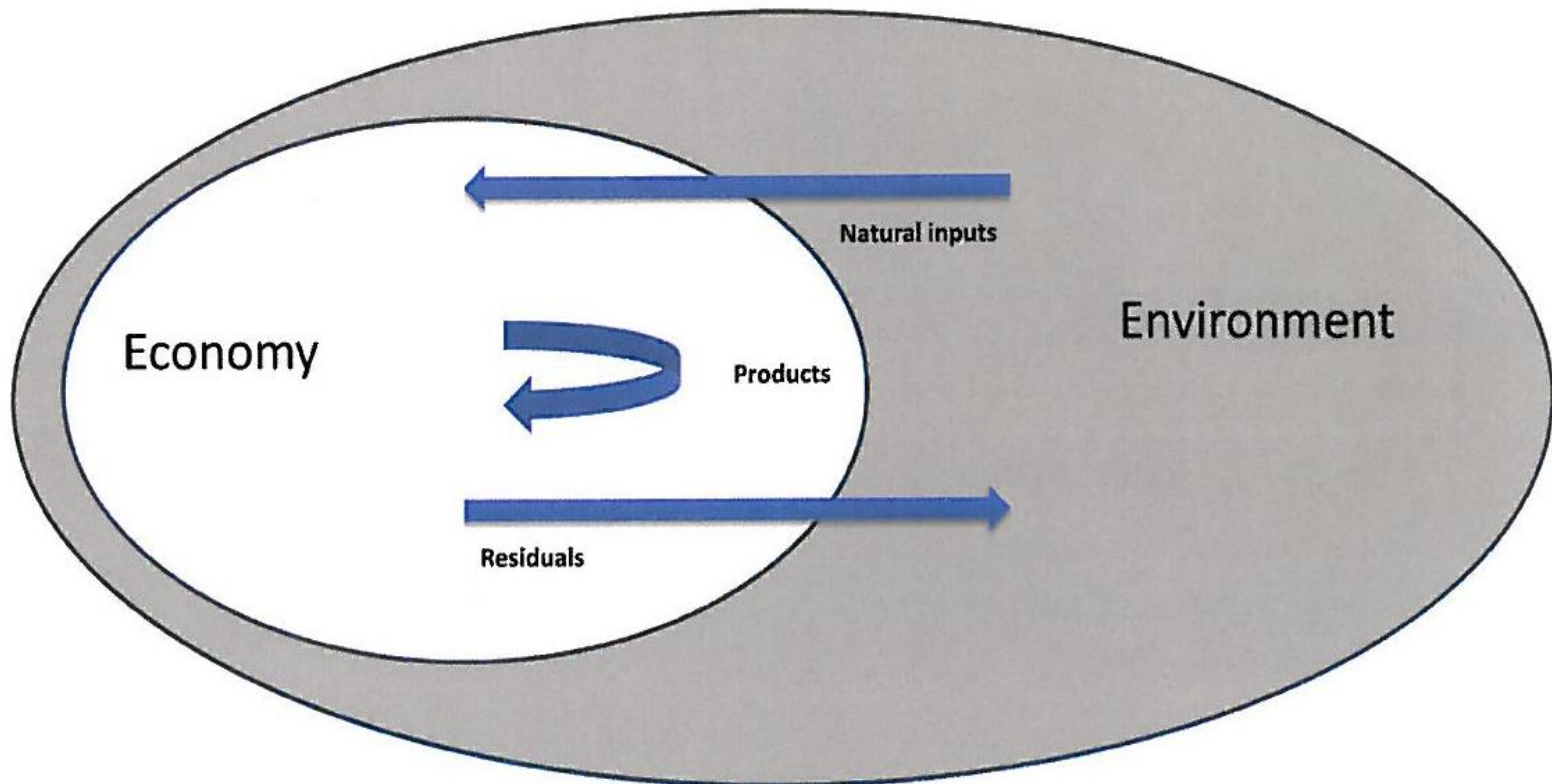 Natural inputs
Environment
Economy
Products
Residuals